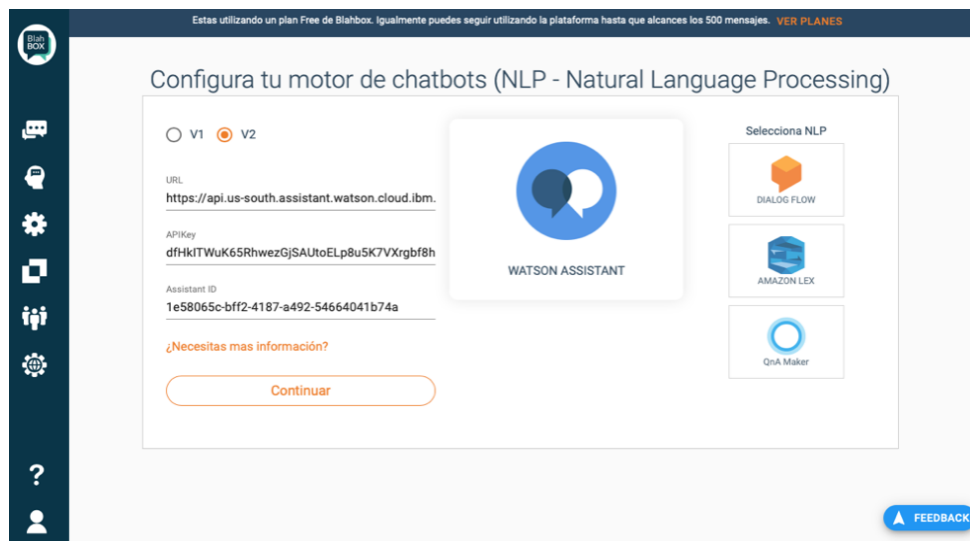 Estas utilizando un plan Free de Blahbox. Igualmente puedes seguir utilizando la plataforma hasta que alcances los 500 mensajes. VER PLANES
Blah
BOX
Configura tu motor de chatbots (NLP - Natural Language Processing)
V1 V2
URL
https://api.us-south.assistant.watson.cloud.ibm.
APIKey
dfHkITWuK65RhwezGjSAUtoELp8u5K7VXrgbf8h
Assistant ID
1e58065c-bff2-4187-a492-54664041b74a
¿Necesitas mas información?
Continuar
WATSON ASSISTANT
Selecciona NLP
DIALOG FLOW
AMAZON LEX
QnA Maker
?
FEEDBACK